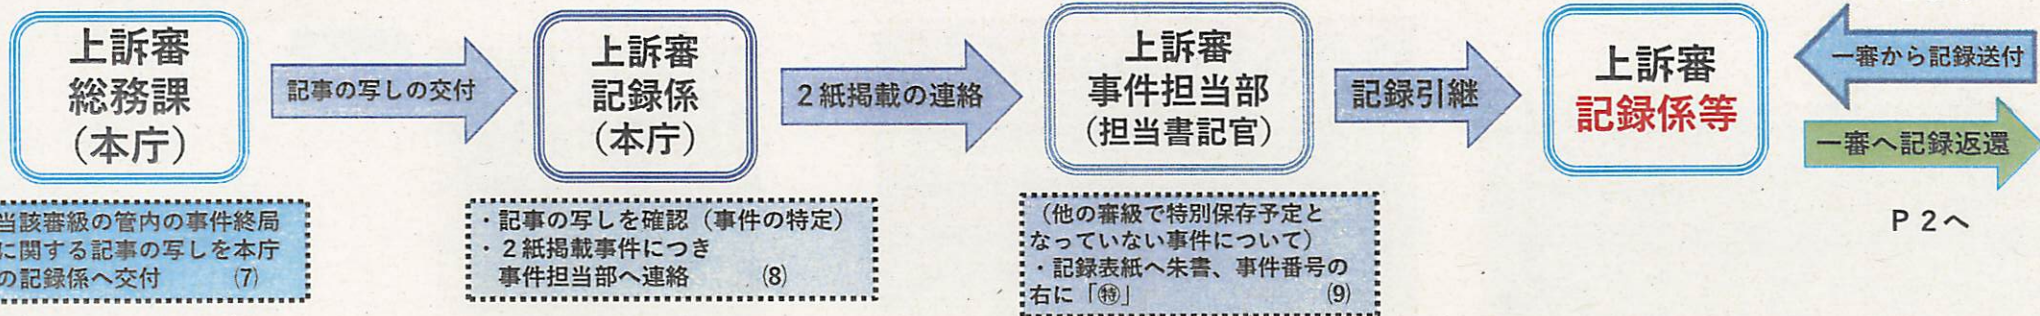 上訴審
総務課
(本庁)
記事の写しの交付
上訴審
記録係
(本庁)
2紙掲載の連絡
上訴審
事件担当部
(担当書記官)
記録引継
上訴審
記録係等
一審から記録送付
一審へ記録返還
当該審級の管内の事件終局
に関する記事の写しを本庁
の記録係へ交付 (7)
・記事の写しを確認(事件の特定)
・2紙掲載事件につき
事件担当部へ連絡 (8)
(他の審級で特別保存予定と
なっていない事件について)
・記録表紙へ朱書、事件番号の
右に「㊕」 (9)
P2へ